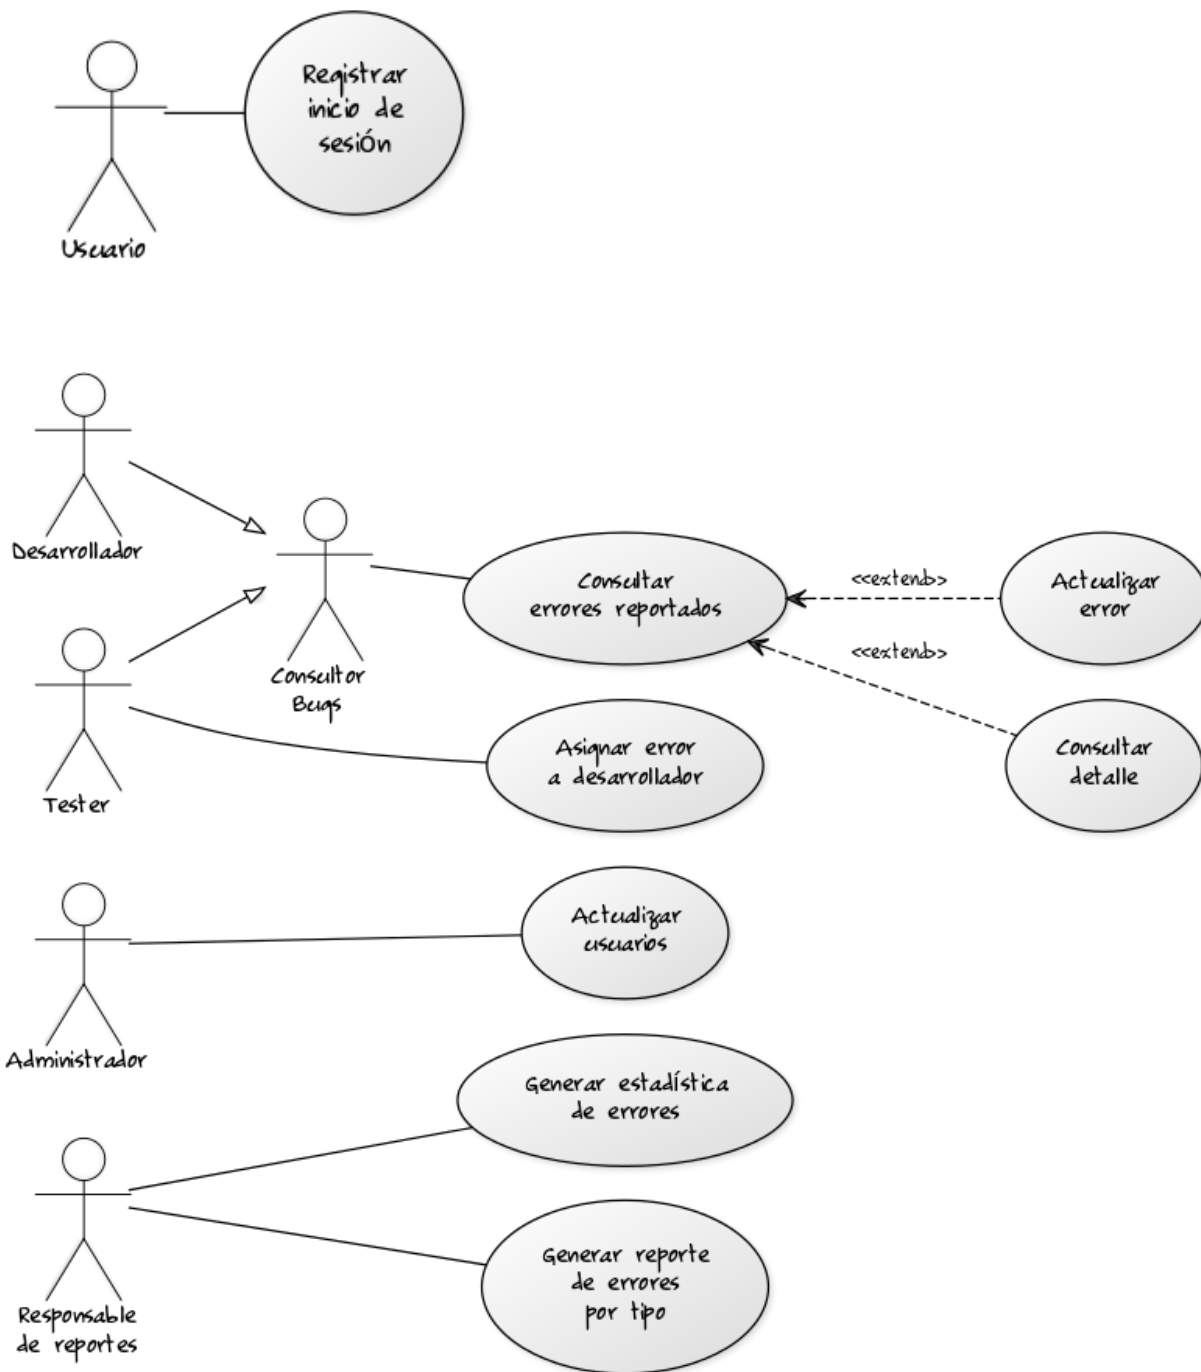 Registrar
inicio de
sesión
Usuario
Desarrollador
Consultor
Bugs
Consultar
errores reportados
<<extend>>
Actualizar
error
<<extend>>
Consultar
detalle
Tester
Asignar error
a desarrollador
Administrador
Actualizar
usuarios
Generar estadística
de errores
Responsable
de reportes
Generar reporte
de errores
por tipo